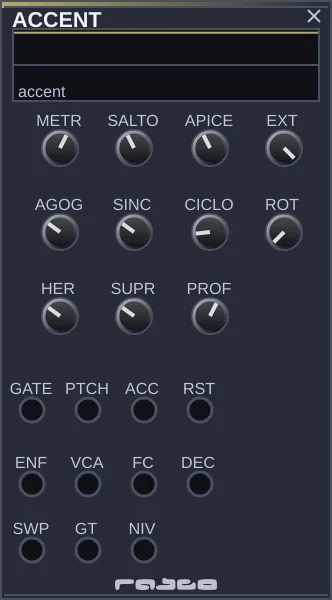 ACCENT
accent
METR SALTO APICE EXT
AGOG SINC CICLO ROT
HER SUPR PROF
GATE PTCH ACC RST
ENF VCA FC DEC
SWP GT NIV